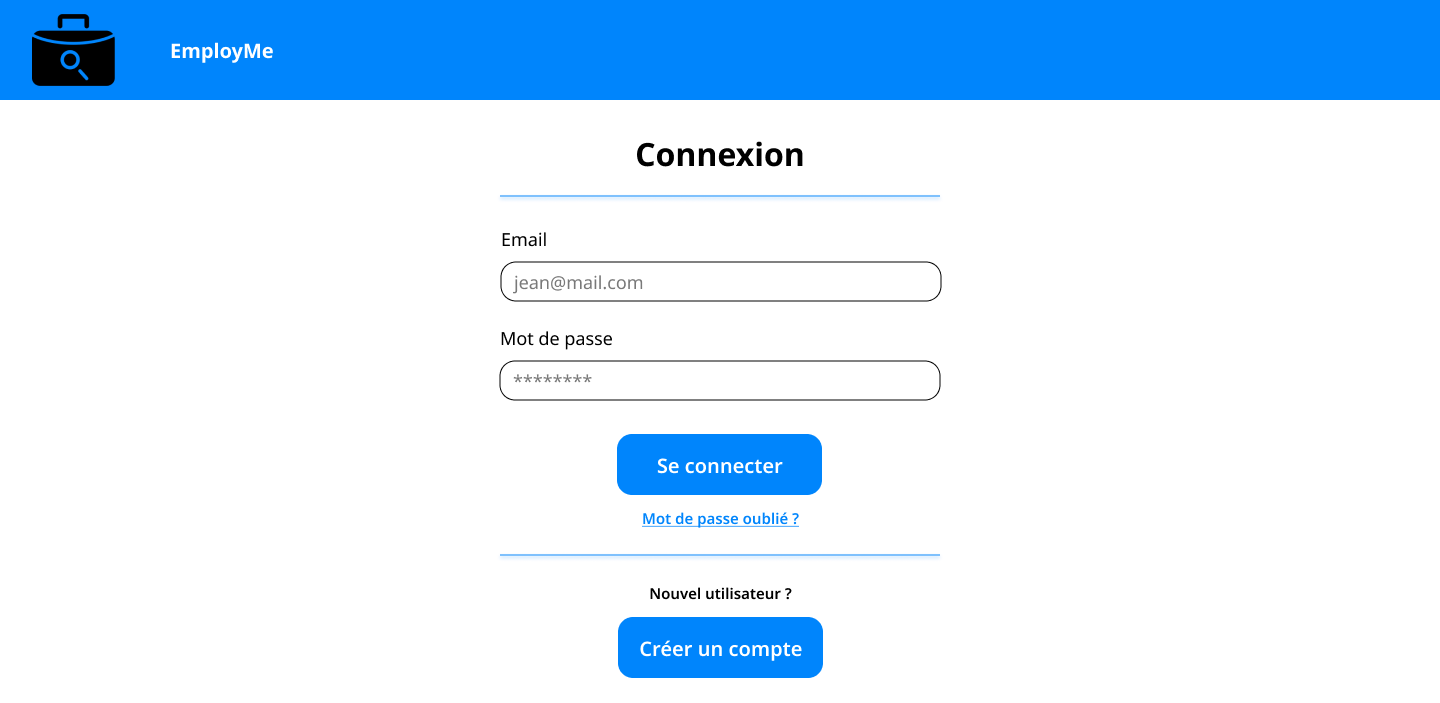 EmployMe
Connexion
Email
jean@mail.com
Mot de passe
********
Se connecter
Mot de passe oublié ?
Nouvel utilisateur ?
Créer un compte